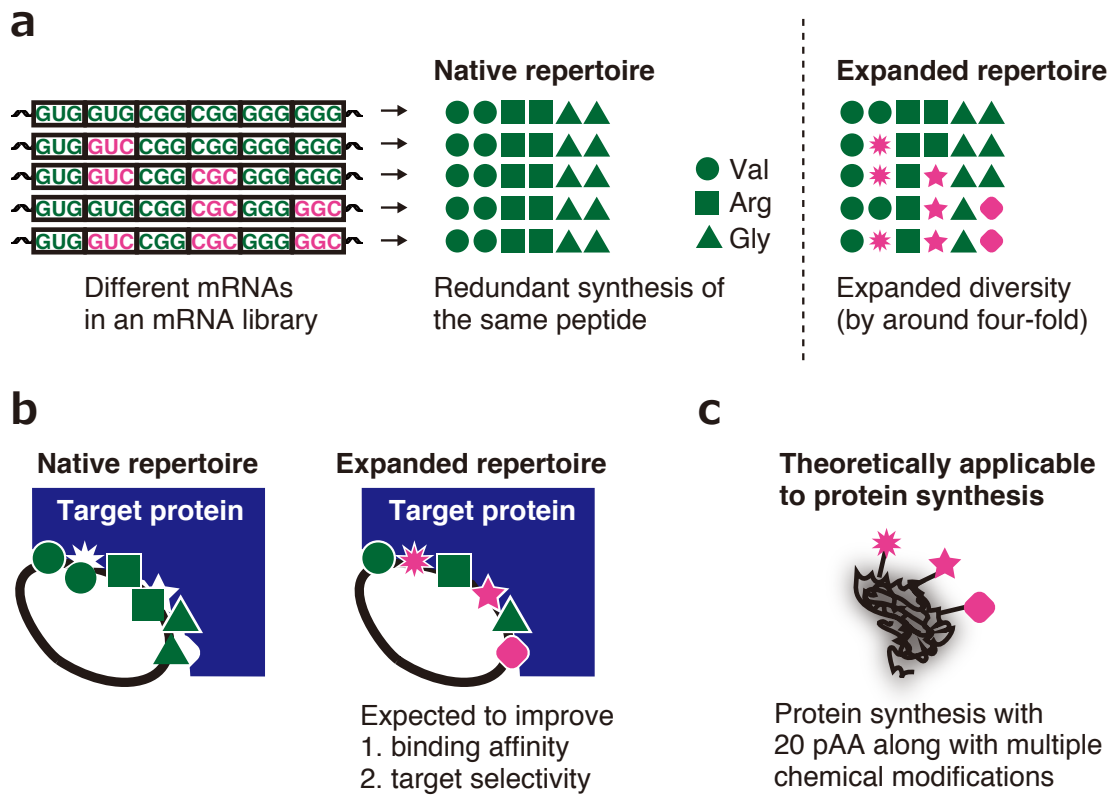 a
Native repertoire
Expanded repertoire
GUG GUG CGG CGG GGG GGG
GUG GUC CGG CGG GGG GGG
GUG GUC CGG CGC GGG GGG
GUG GUG CGG CGC GGG GGC
GUG GUC CGG CGC GGG GGC
Val
Arg
Gly
Different mRNAs
in an mRNA library
Redundant synthesis of
the same peptide
Expanded diversity
(by around four-fold)
b
Native repertoire
Target protein
Expanded repertoire
Target protein
Expected to improve
1. binding affinity
2. target selectivity
c
Theoretically applicable
to protein synthesis
Protein synthesis with
20 pAA along with multiple
chemical modifications